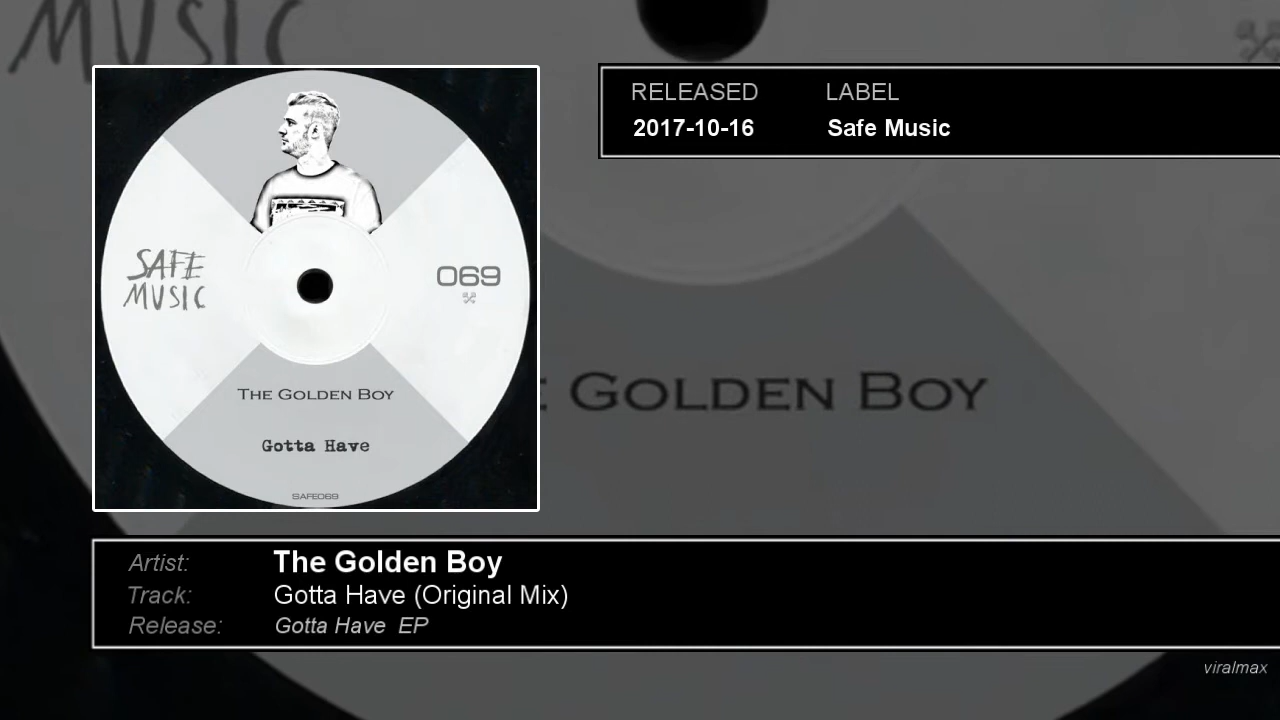 MUSIC
RELEASED
LABEL
2017-10-16
Safe Music
SAFE
MUSIC
069
The Golden Boy
Gotta Have
SAFE069
Golden Boy
Artist:
The Golden Boy
Track:
Gotta Have (Original Mix)
Release:
Gotta Have EP
viralmax